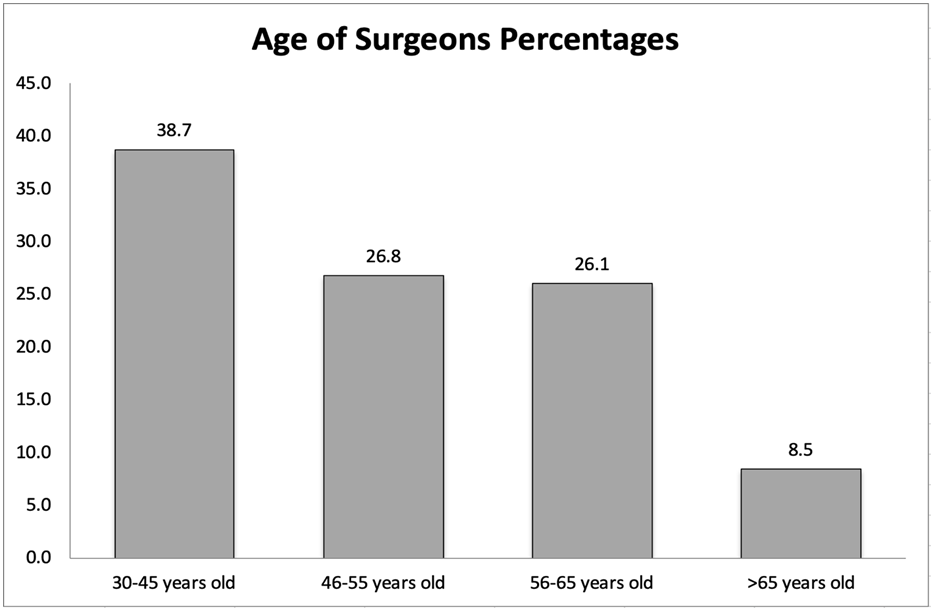 Age of Surgeons Percentages
45.0
40.0
35.0
30.0
25.0
20.0
15.0
10.0
5.0
0.0
38.7
26.8
26.1
8.5
30-45 years old
46-55 years old
56-65 years old
>65 years old